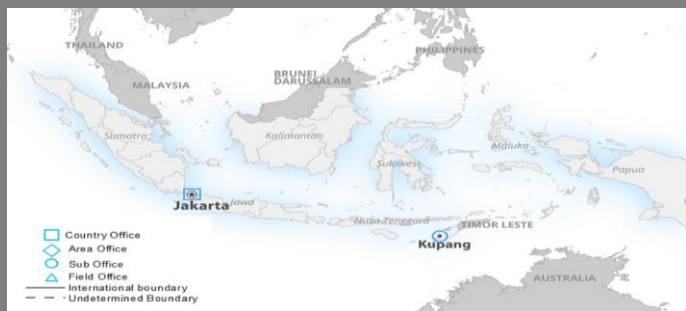 THAILAND
PHILIPPINES
BRUNEI
DARUSSALAM
MALAYSIA
Sumatra
Kalimantan
Maluku
Sulawesi
Papua
Jakarta
Jawa
Nusa Tenggara
TIMOR LESTE
Kupang
Country Office
Area Office
Sub Office
Field Office
International boundary
Undetermined Boundary
AUSTRALIA